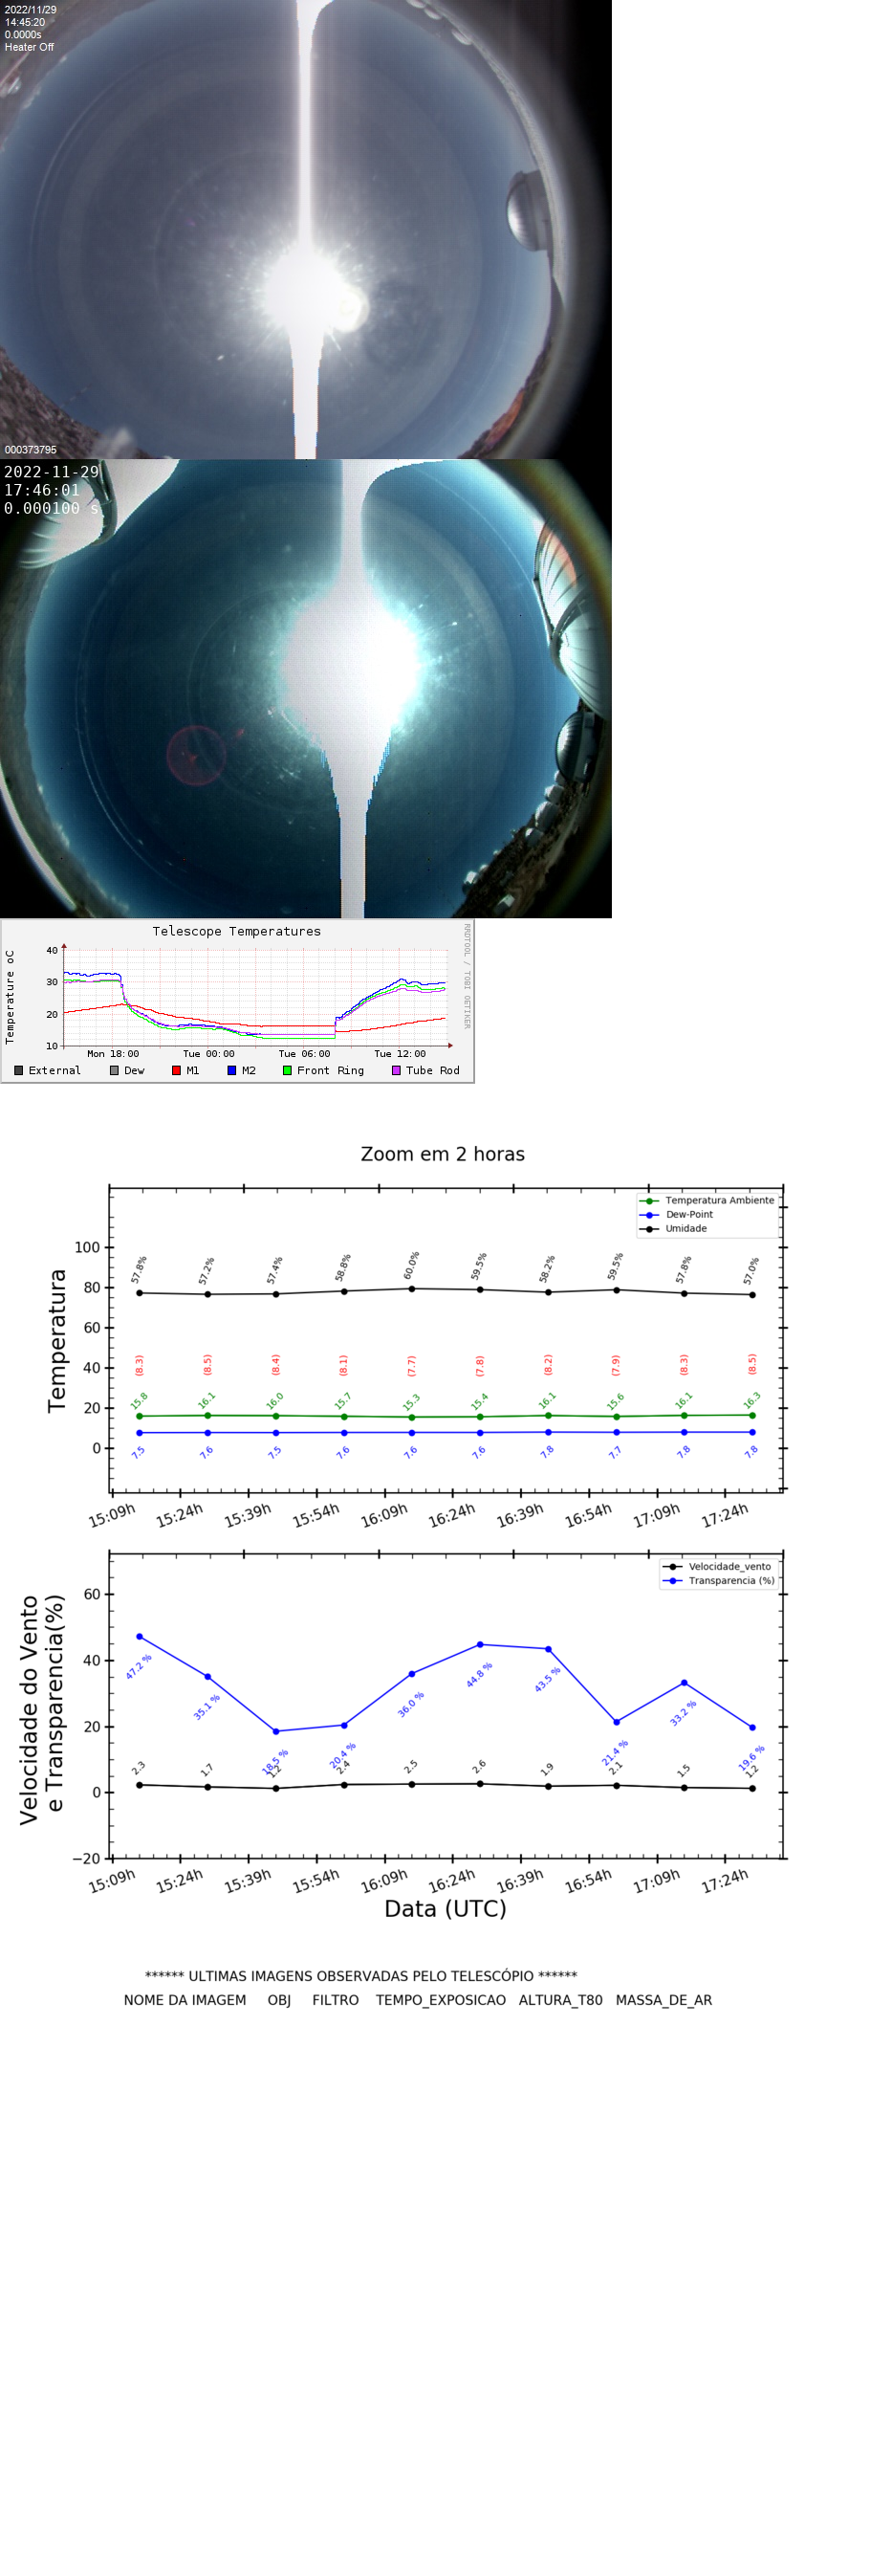 2022/11/29
14:45:20
0.0000s
Heater Off
000373795
2022-11-29
17:46:01
0.000100 s
Telescope Temperatures
RRDTOOL / TOBI OETIKER
Temperature oC
40
30
20
10
Mon 18:00 Tue 00:00 Tue 06:00 Tue 12:00
External Dew M1 M2 Front Ring Tube Rod
Zoom em 2 horas
Temperatura Ambiente
Dew-Point
Umidade
Temperatura
100
80
60
40
20
0
57.8% 57.2% 57.4% 58.8% 60.0% 59.5% 58.2% 59.5% 57.8% 57.0%
(8.3) (8.5) (8.4) (8.1) (7.7) (7.8) (8.2) (7.9) (8.3) (8.5)
15.8 16.1 16.0 15.7 15.3 15.4 16.1 15.6 16.1 16.3
7.5 7.6 7.5 7.6 7.6 7.6 7.8 7.7 7.8 7.8
15:09h 15:24h 15:39h 15:54h 16:09h 16:24h 16:39h 16:54h 17:09h 17:24h
Velocidade_vento
Transparencia (%)
Velocidade do Vento
e Transparencia(%)
60
40
20
0
−20
47.2 % 35.1 % 18.5 % 20.4 % 36.0 % 44.8 % 43.5 % 21.4 % 33.2 % 19.6 %
2.3 1.7 1.2 2.4 2.5 2.6 1.9 2.1 1.5 1.2
15:09h 15:24h 15:39h 15:54h 16:09h 16:24h 16:39h 16:54h 17:09h 17:24h
Data (UTC)
****** ULTIMAS IMAGENS OBSERVADAS PELO TELESCÓPIO ******
NOME DA IMAGEM OBJ FILTRO TEMPO_EXPOSICAO ALTURA_T80 MASSA_DE_AR